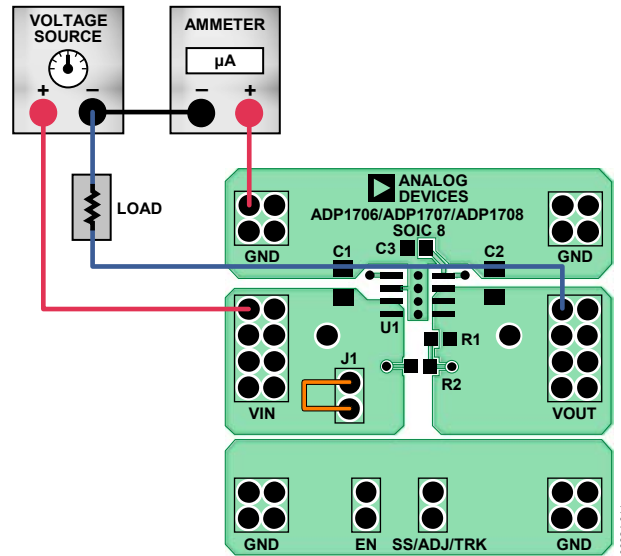 VOLTAGE
SOURCE
+ −
AMMETER
µA
− +
LOAD
ANALOG
DEVICES
ADP1706/ADP1707/ADP1708
SOIC 8
GND
GND
C3
C1
C2
U1
R1
J1
R2
VIN
VOUT
GND
EN
SS/ADJ/TRK
GND